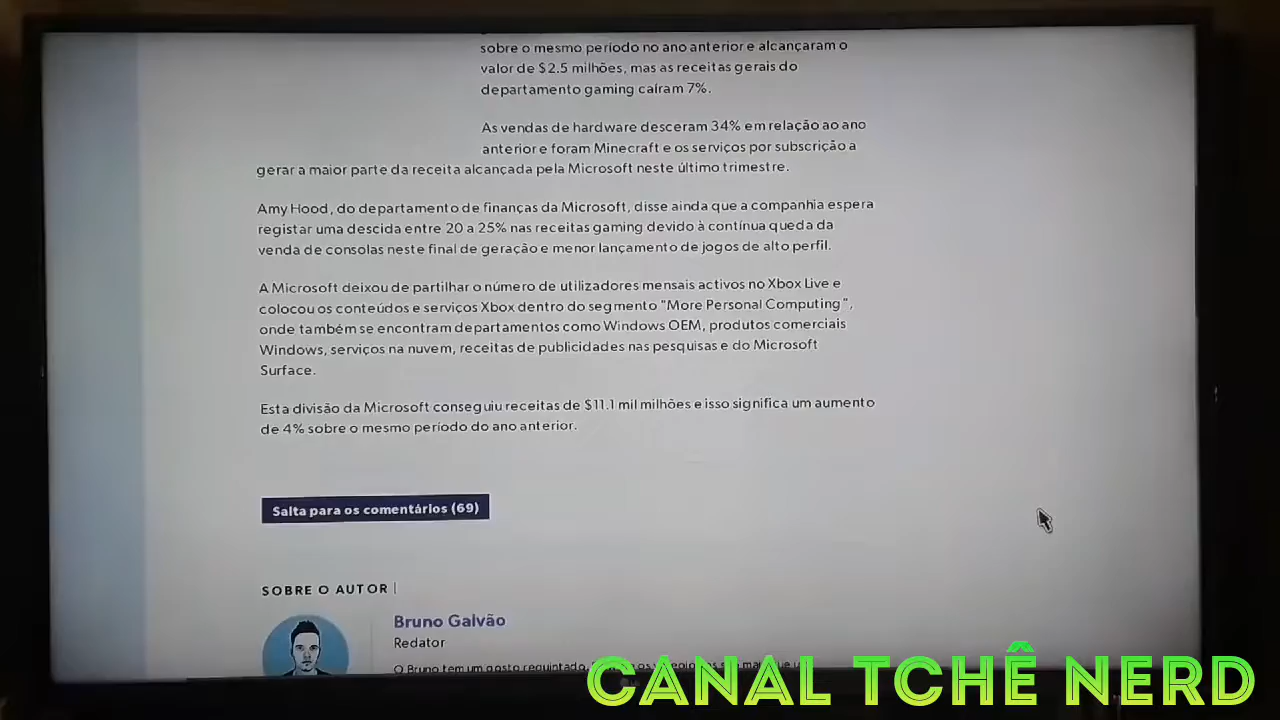 sobre o mesmo período no ano anterior e alcançaram o
valor de $2.5 milhões, mas as receitas gerais do
departamento gaming caíram 7%.
As vendas de hardware desceram 34% em relação ao ano
anterior e foram Minecraft e os serviços por subscrição a
gerar a maior parte da receita alcançada pela Microsoft neste último trimestre.
Amy Hood, do departamento de finanças da Microsoft, disse ainda que a companhia espera
registar uma descida entre 20 a 25% nas receitas gaming devido à contínua queda da
venda de consolas neste final de geração e menor lançamento de jogos de alto perfil.
A Microsoft deixou de partilhar o número de utilizadores mensais activos no Xbox Live e
colocou os conteúdos e serviços Xbox dentro do segmento "More Personal Computing",
onde também se encontram departamentos como Windows OEM, produtos comerciais
Windows, serviços na nuvem, receitas de publicidades nas pesquisas e do Microsoft
Surface.
Esta divisão da Microsoft conseguiu receitas de $11.1 mil milhões e isso significa um aumento
de 4% sobre o mesmo período do ano anterior.
Salta para os comentários (69)
SOBRE O AUTOR |
Bruno Galvão
Redator
O Bruno tem um gosto requintado,
CANAL TCHÊ NERD